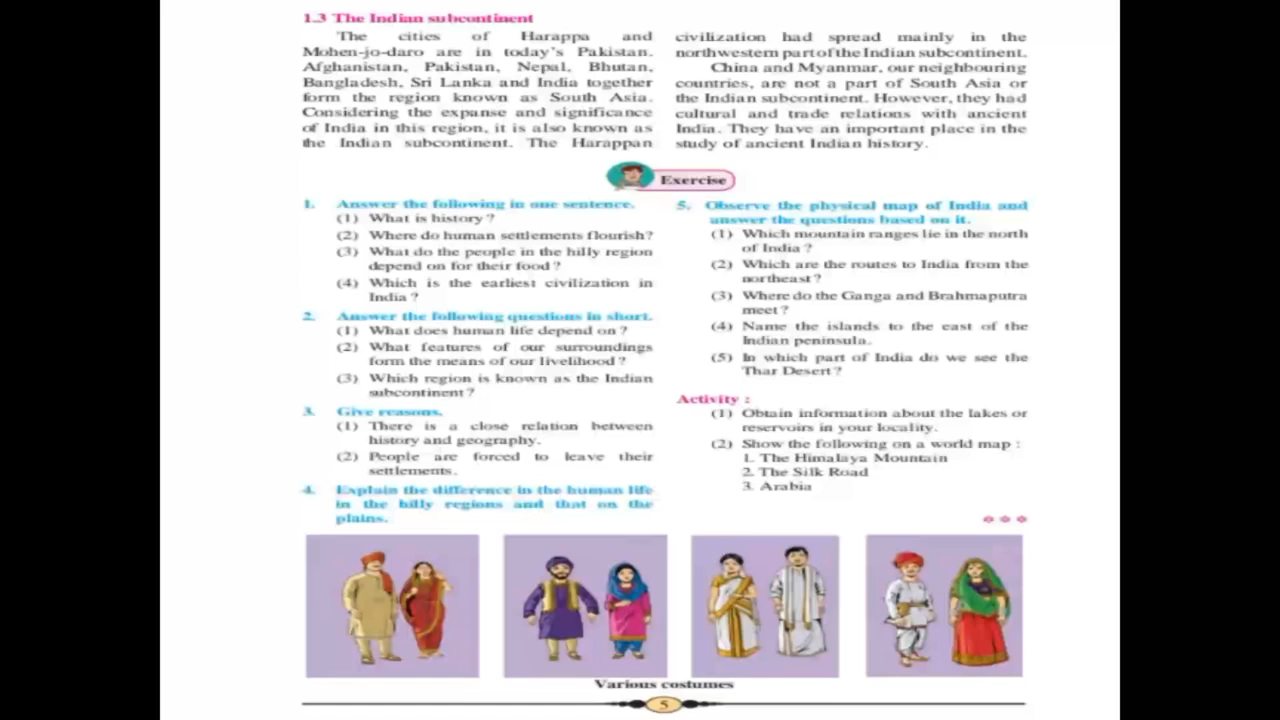 1.3 The Indian subcontinent
The cities of Harappa and
Mohen-jo-daro are in today's Pakistan.
Afghanistan, Pakistan, Nepal, Bhutan,
Bangladesh, Sri Lanka and India together
form the region known as South Asia.
Considering the expanse and significance
of India in this region, it is also known as
the Indian subcontinent. The Harappan
civilization had spread mainly in the
northwestern part of the Indian subcontinent.
China and Myanmar, our neighbouring
countries, are not a part of South Asia or
the Indian subcontinent. However, they had
cultural and trade relations with ancient
India. They have an important place in the
study of ancient Indian history.
Exercise
1. Answer the following in one sentence.
(1) What is history ?
(2) Where do human settlements flourish?
(3) What do the people in the hilly region
depend on for their food ?
(4) Which is the earliest civilization in
India ?
2. Answer the following questions in short.
(1) What does human life depend on ?
(2) What features of our surroundings
form the means of our livelihood ?
(3) Which region is known as the Indian
subcontinent ?
3. Give reasons.
(1) There is a close relation between
history and geography.
(2) People are forced to leave their
settlements.
4. Explain the difference in the human life
in the hilly regions and that on the
plains.
5. Observe the physical map of India and
answer the questions based on it.
(1) Which mountain ranges lie in the north
of India ?
(2) Which are the routes to India from the
northeast ?
(3) Where do the Ganga and Brahmaputra
meet ?
(4) Name the islands to the east of the
Indian peninsula.
(5) In which part of India do we see the
Thar Desert ?
Activity :
(1) Obtain information about the lakes or
reservoirs in your locality.
(2) Show the following on a world map :
1. The Himalaya Mountain
2. The Silk Road
3. Arabia
Various costumes
5